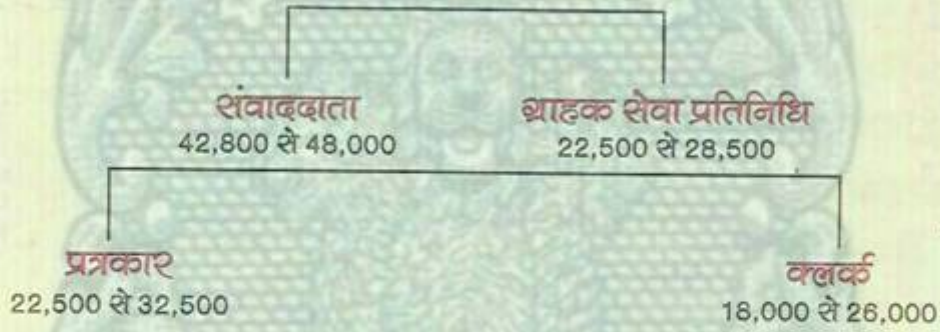 संवाददाता
42,800 से 48,000
ग्राहक सेवा प्रतिनिधि
22,500 से 28,500
प्रत्रकार
22,500 से 32,500
क्लर्क
18,000 से 26,000